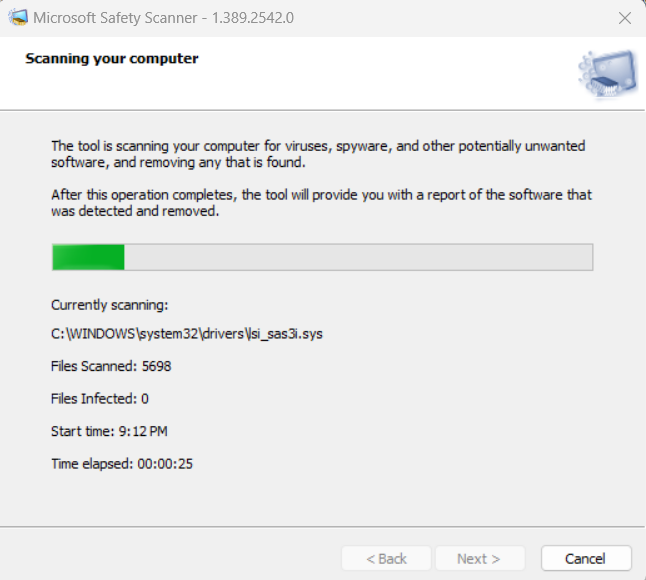 Microsoft Safety Scanner - 1.389.2542.0
Scanning your computer
The tool is scanning your computer for viruses, spyware, and other potentially unwanted
software, and removing any that is found.
After this operation completes, the tool will provide you with a report of the software that
was detected and removed.
Currently scanning:
C:\WINDOWS\system32\drivers\lsi_sas3i.sys
Files Scanned: 5698
Files Infected: 0
Start time: 9:12 PM
Time elapsed: 00:00:25
< Back
Next >
Cancel